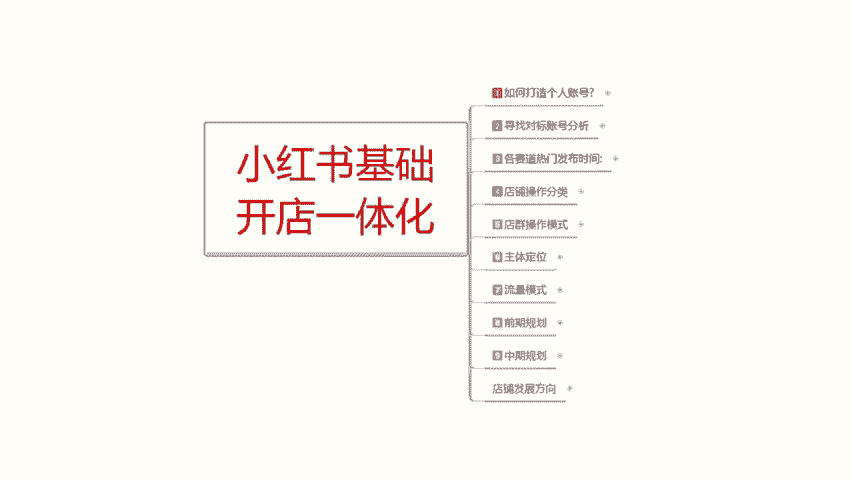 小红书基础
开店一体化
1 如何打造个人账号?
2 寻找对标账号分析
3 各赛道热门发布时间:
4 店铺操作分类
5 店群操作模式
6 主体定位
7 流量模式
8 前期规划
9 中期规划
店铺发展方向